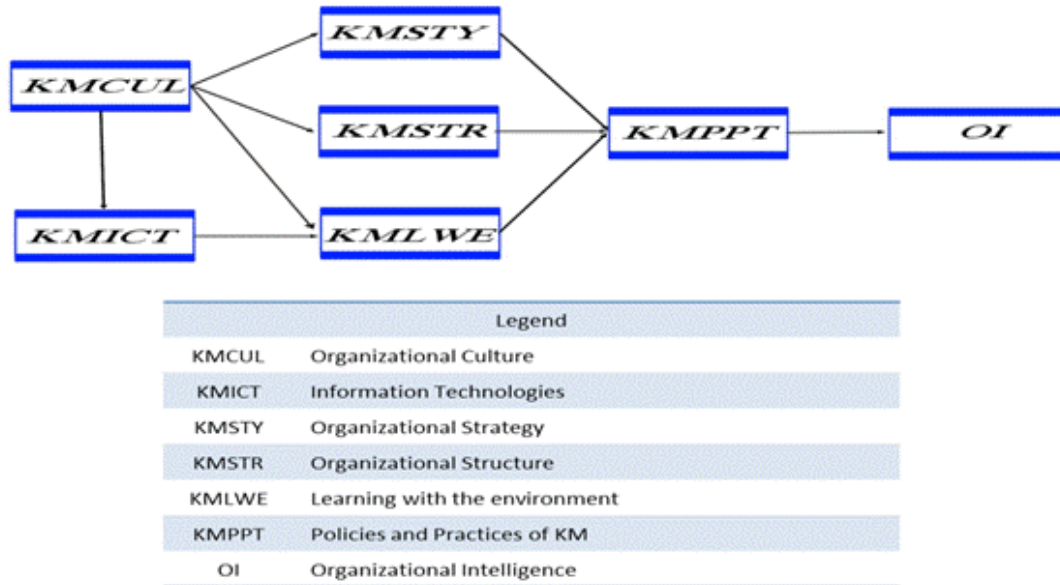 KMSTY
KMCUL
KMSTR
KMPPT
OI
KMICT
KMLWE
Legend
KMCUL Organizational Culture
KMICT Information Technologies
KMSTY Organizational Strategy
KMSTR Organizational Structure
KMLWE Learning with the environment
KMPPT Policies and Practices of KM
OI Organizational Intelligence